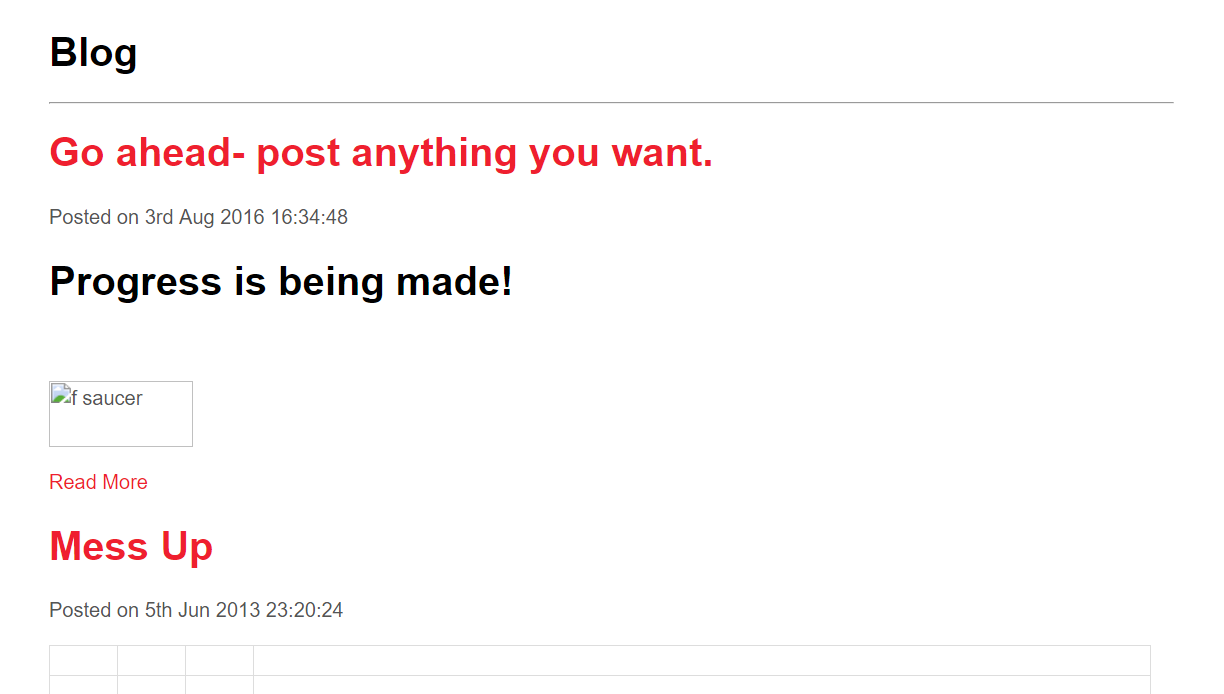 Blog
Go ahead- post anything you want.
Posted on 3rd Aug 2016 16:34:48
Progress is being made!
f saucer
Read More
Mess Up
Posted on 5th Jun 2013 23:20:24